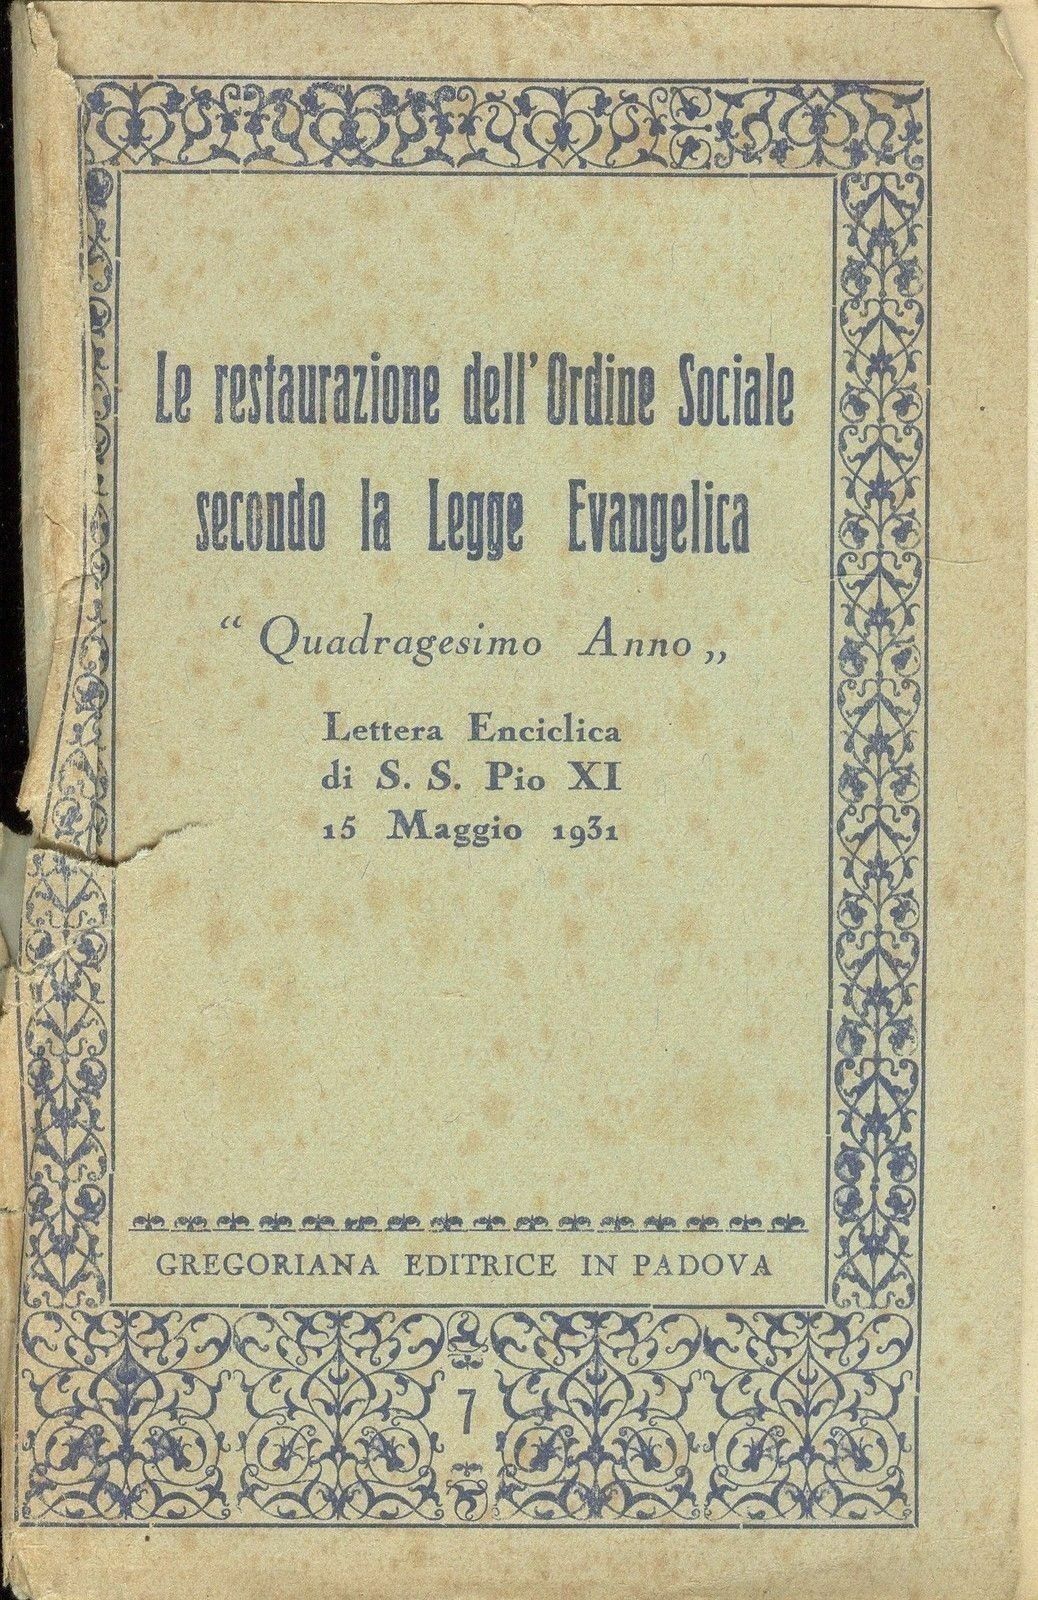 Le restaurazione dell' Ordine Sociale
secondo la Legge Evangelica
“ Quadragesimo Anno „
Lettera Enciclica
di S. S. Pio XI
15 Maggio 1931
GREGORIANA EDITRICE IN PADOVA
7